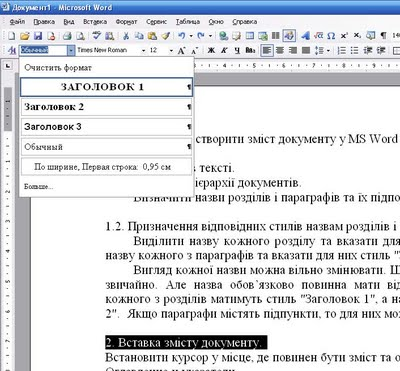 Документ1 - Microsoft Word
Файл Правка Вид Вставка Формат Сервис Таблица Окно Справка
Обычный Times New Roman 12
Очистить формат
ЗАГОЛОВОК 1
Заголовок 2
Заголовок 3
Обычный
По ширине, Первая строка: 0,95 см
Больше...
створити зміст документу у MS Word
в тексті.
ієрархії документів.
Визначити назви розділів і параграфів та їх підпо
1.2. Призначення відповідних стилів назвам розділів і
Виділити назву кожного розділу та вказати для
назву кожного з параграфів та вказати для них стиль "
Вигляд кожної назви можна вільно змінювати. Щ
звичайно. Але назва обов'язково повинна мати від
кожного з розділів матимуть стиль "Заголовок 1", а н
2". Якщо параграфи містять підпункти, то для них мо
2. Вставка змісту документу.
Встановити курсор у місце, де повинен бути зміст та о
Оглавление и указатели